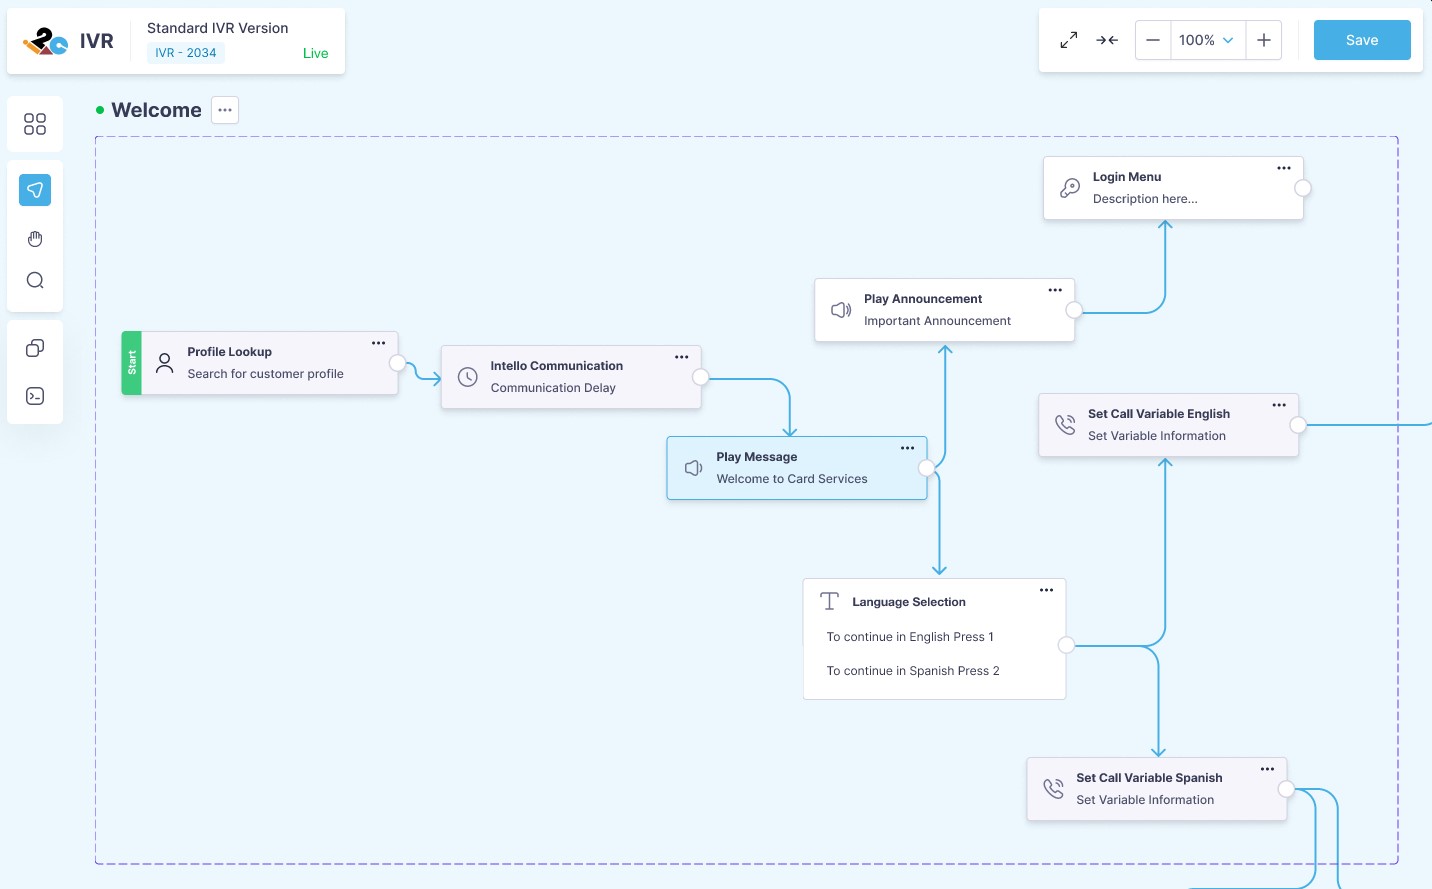 IVR
Standard IVR Version
IVR - 2034
Live
100%
Save
Welcome
Login Menu
Description here...
Play Announcement
Important Announcement
Start
Profile Lookup
Search for customer profile
Intello Communication
Communication Delay
Set Call Variable English
Set Variable Information
Play Message
Welcome to Card Services
Language Selection
To continue in English Press 1
To continue in Spanish Press 2
Set Call Variable Spanish
Set Variable Information